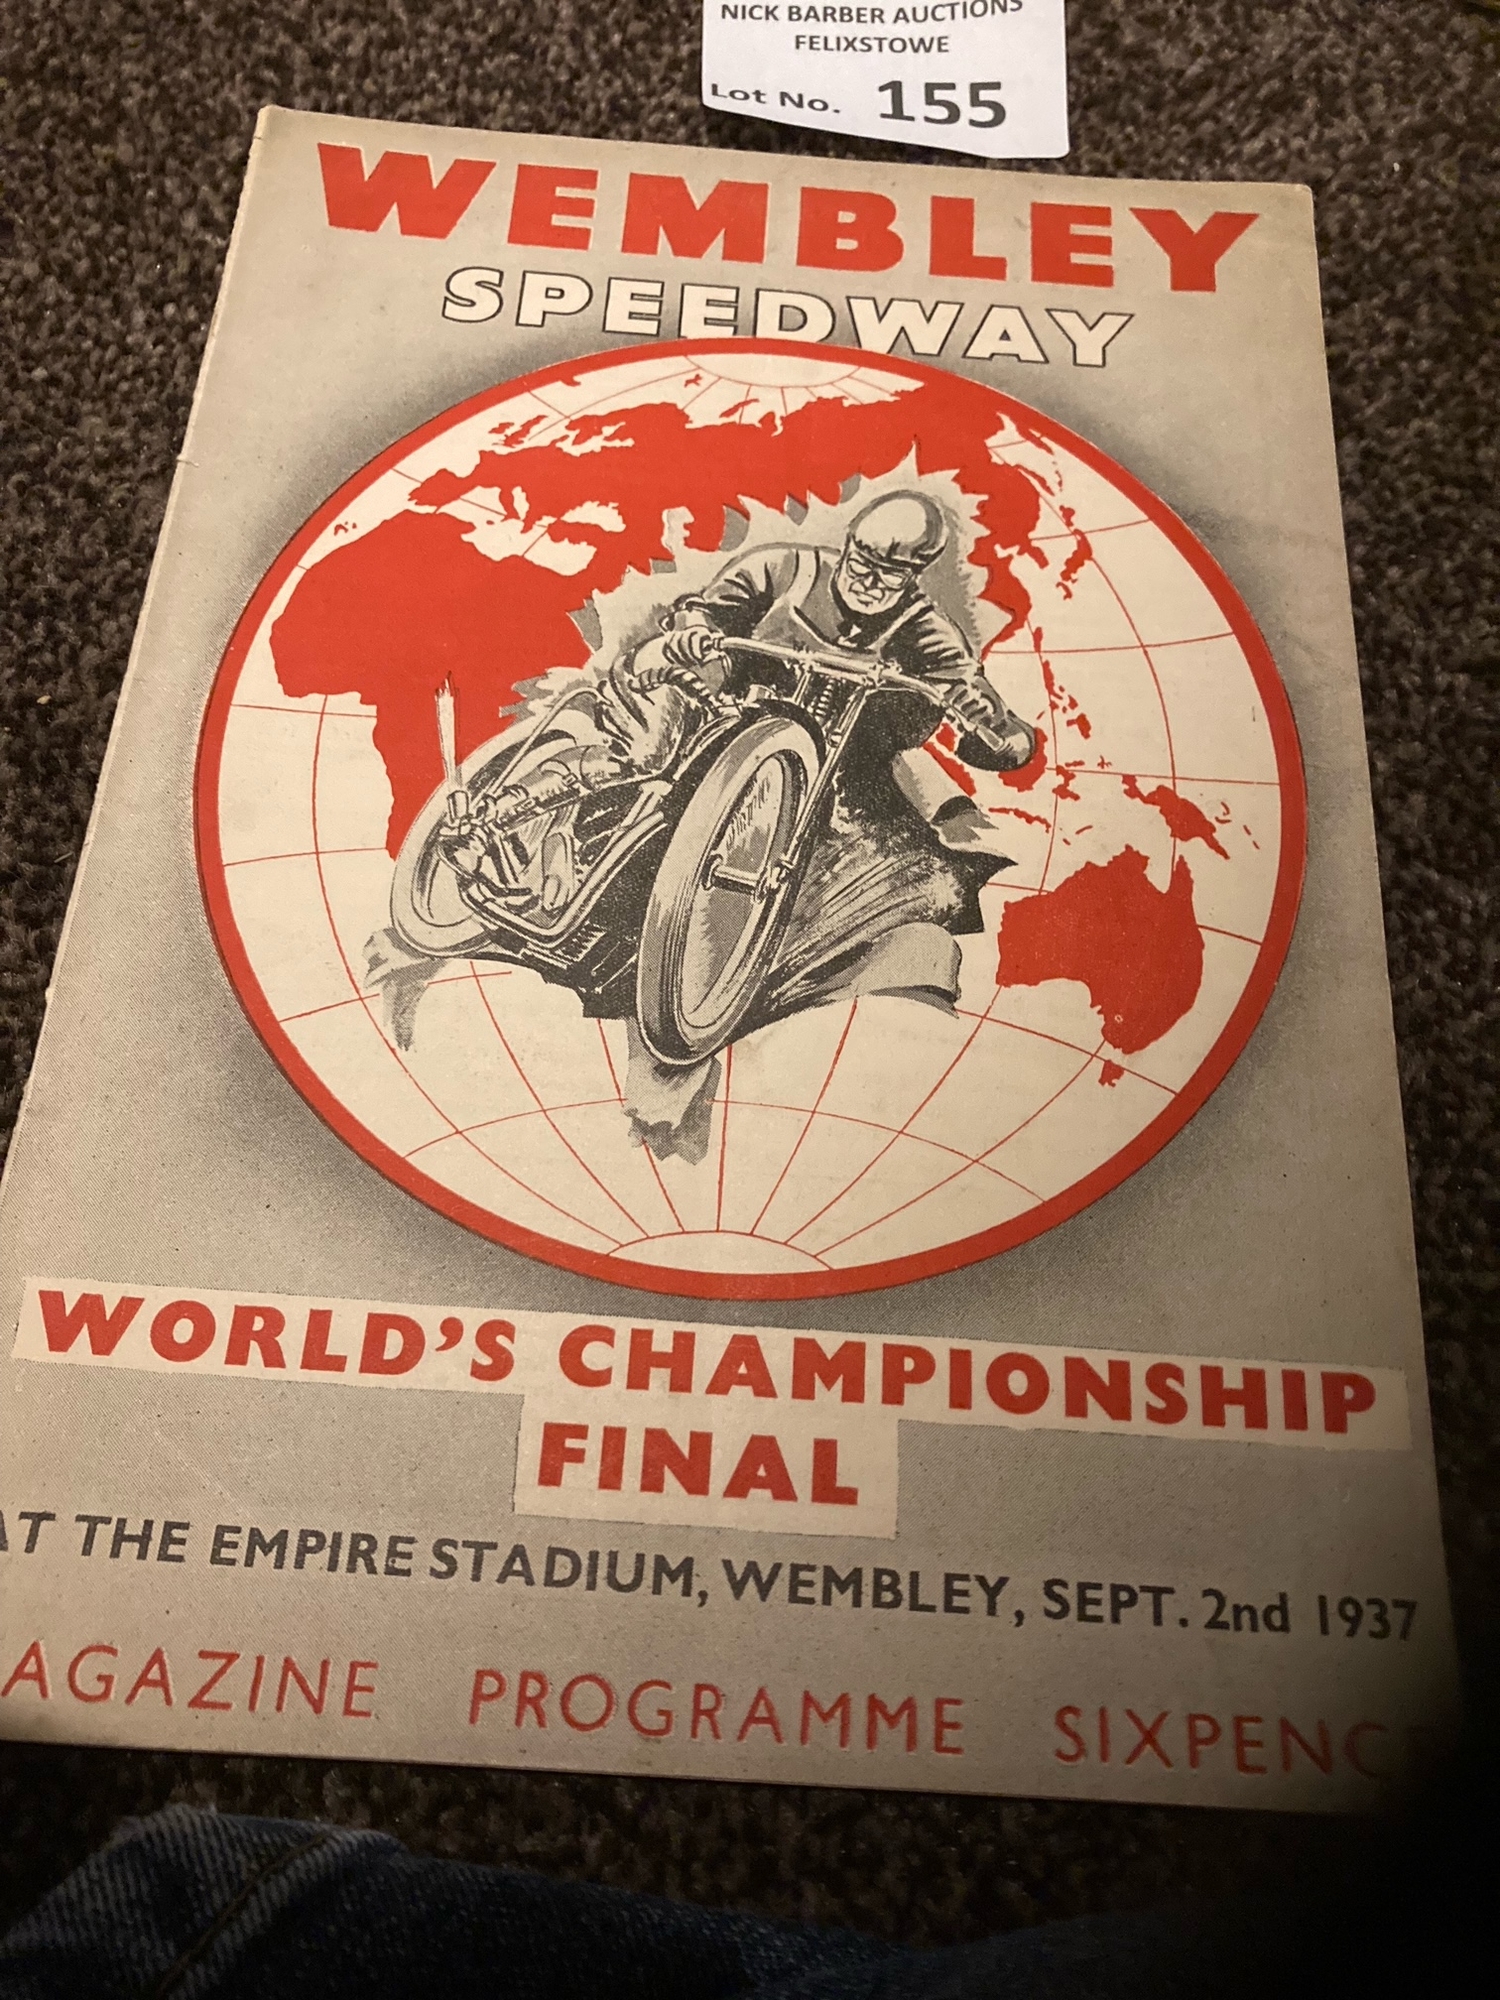 NICK BARBER AUCTIONS
FELIXSTOWE
Lot No. 155
WEMBLEY
SPEEDWAY
WORLD'S CHAMPIONSHIP
FINAL
AT THE EMPIRE STADIUM, WEMBLEY, SEPT. 2nd 1937
AGAZINE PROGRAMME SIXPENC